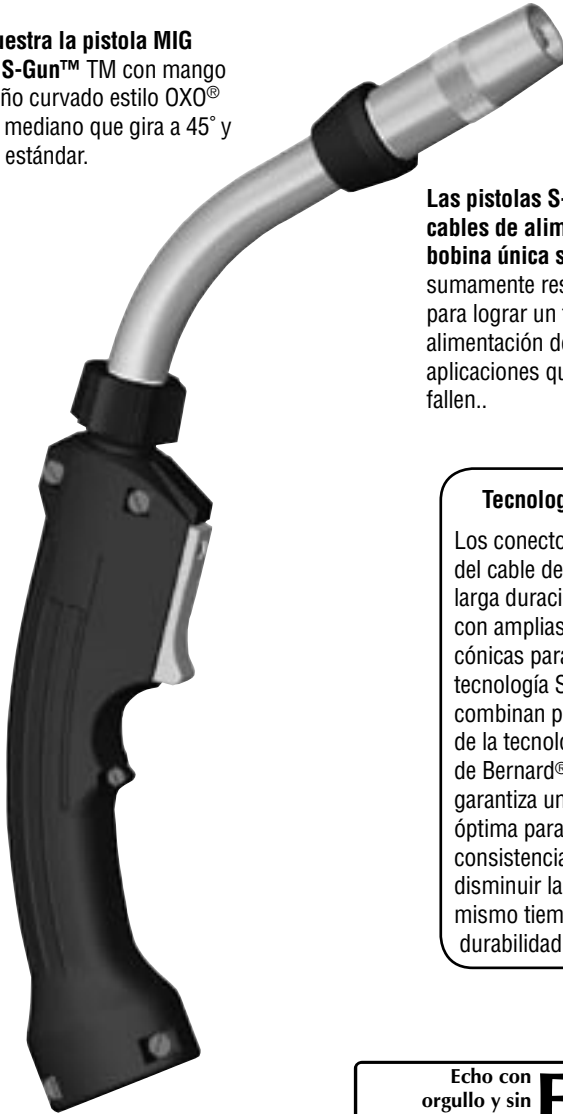 uestra la pistola MIG
S-Gun™ TM con mango
ño curvado estilo OXO®
mediano que gira a 45° y
estándar.
Las pistolas S-
cables de alim
bobina única s
sumamente res
para lograr un
alimentación de
aplicaciones qu
fallen..
Tecnolog
Los conecto
del cable de
larga duraci
con amplias
cónicas para
tecnología S
combinan p
de la tecnolo
de Bernard®
garantiza un
óptima para
consistencia
disminuir la
mismo tiem
durabilidad
Echo con
orgullo y sin